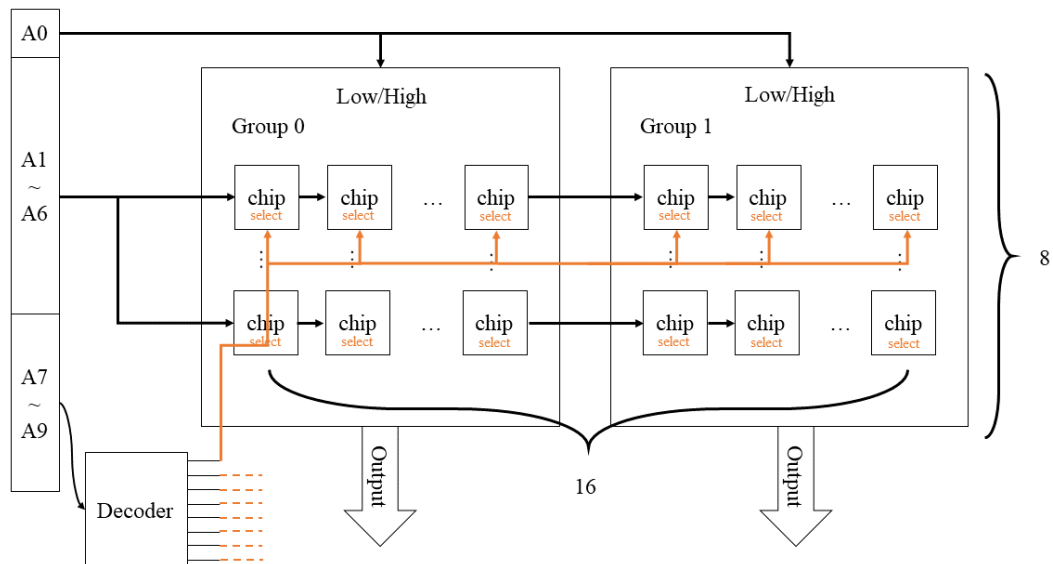 A0
Low/High
Low/High
Group 0
Group 1
A1
~
A6
chip
select
chip
select
...
chip
select
chip
select
chip
select
...
chip
select
8
chip
select
chip
select
...
chip
select
chip
select
chip
select
...
chip
select
A7
~
A9
Decoder
Output
16
Output